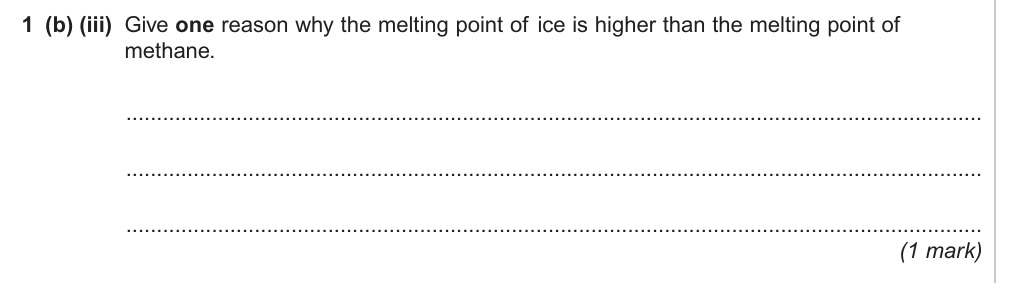 1 (b) (iii) Give one reason why the melting point of ice is higher than the melting point of
methane.
................................................................................................................................................
................................................................................................................................................
................................................................................................................................................
(1 mark)